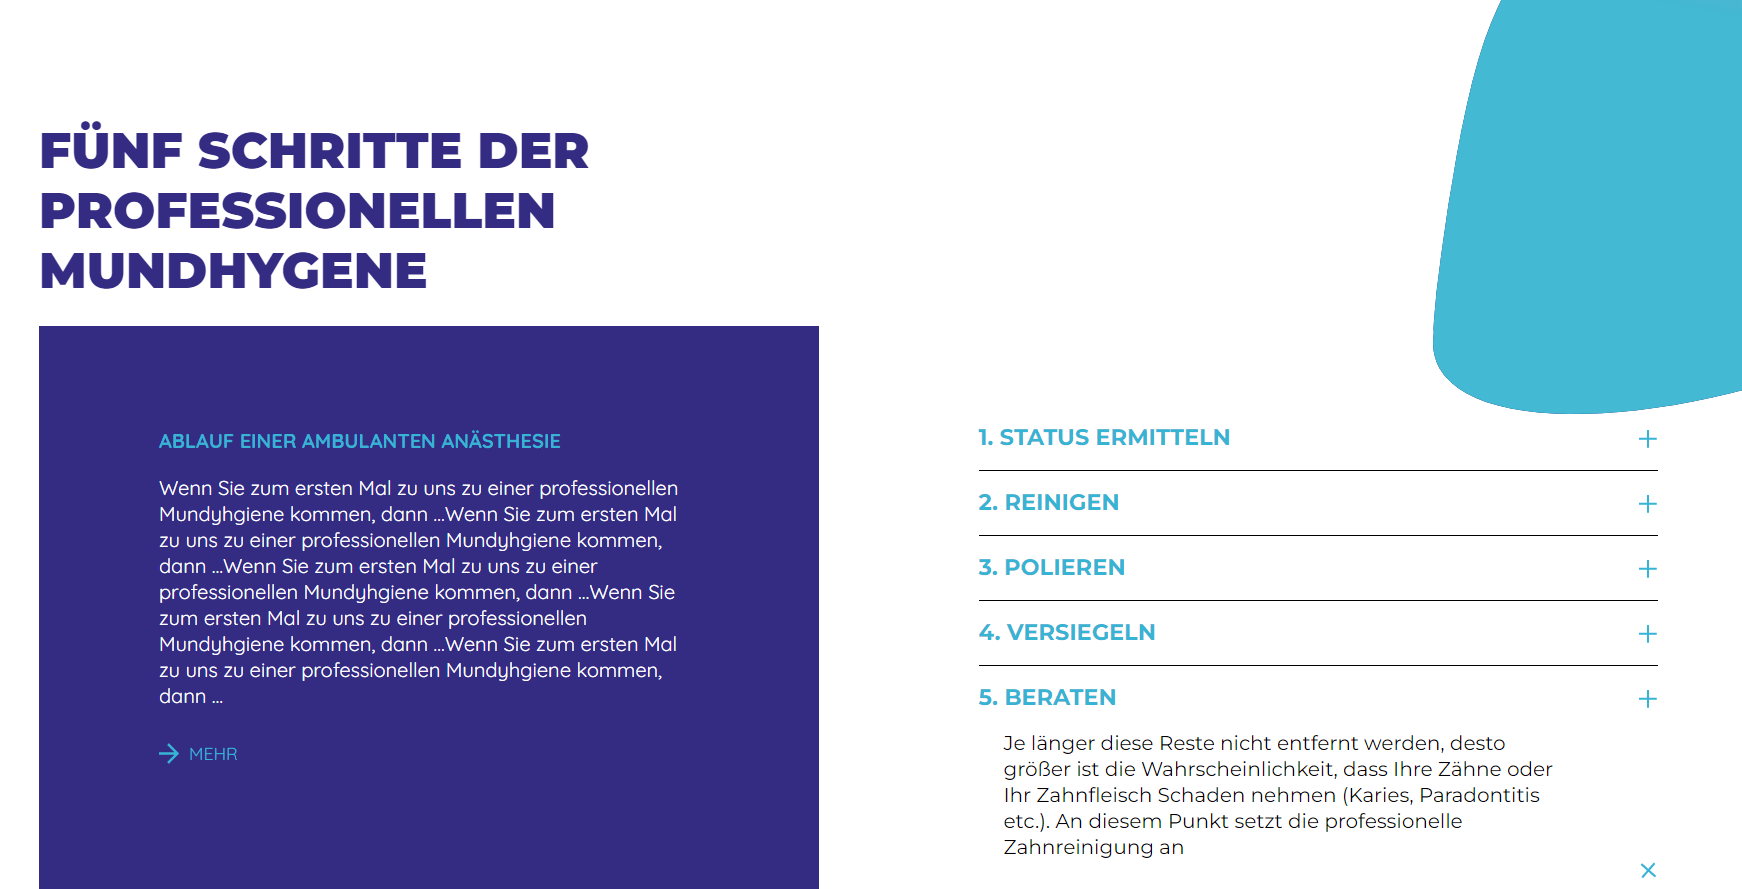 FÜNF SCHRITTE DER
PROFESSIONELLEN
MUNDHYGENE
ABLAUF EINER AMBULANTEN ANÄSTHESIE
Wenn Sie zum ersten Mal zu uns zu einer professionellen
Mundyhgiene kommen, dann ...Wenn Sie zum ersten Mal
zu uns zu einer professionellen Mundyhgiene kommen,
dann ...Wenn Sie zum ersten Mal zu uns zu einer
professionellen Mundyhgiene kommen, dann ...Wenn Sie
zum ersten Mal zu uns zu einer professionellen
Mundyhgiene kommen, dann ...Wenn Sie zum ersten Mal
zu uns zu einer professionellen Mundyhgiene kommen,
dann ...
MEHR
1. STATUS ERMITTELN
2. REINIGEN
3. POLIEREN
4. VERSIEGELN
5. BERATEN
Je länger diese Reste nicht entfernt werden, desto
größer ist die Wahrscheinlichkeit, dass Ihre Zähne oder
Ihr Zahnfleisch Schaden nehmen (Karies, Paradontitis
etc.). An diesem Punkt setzt die professionelle
Zahnreinigung an